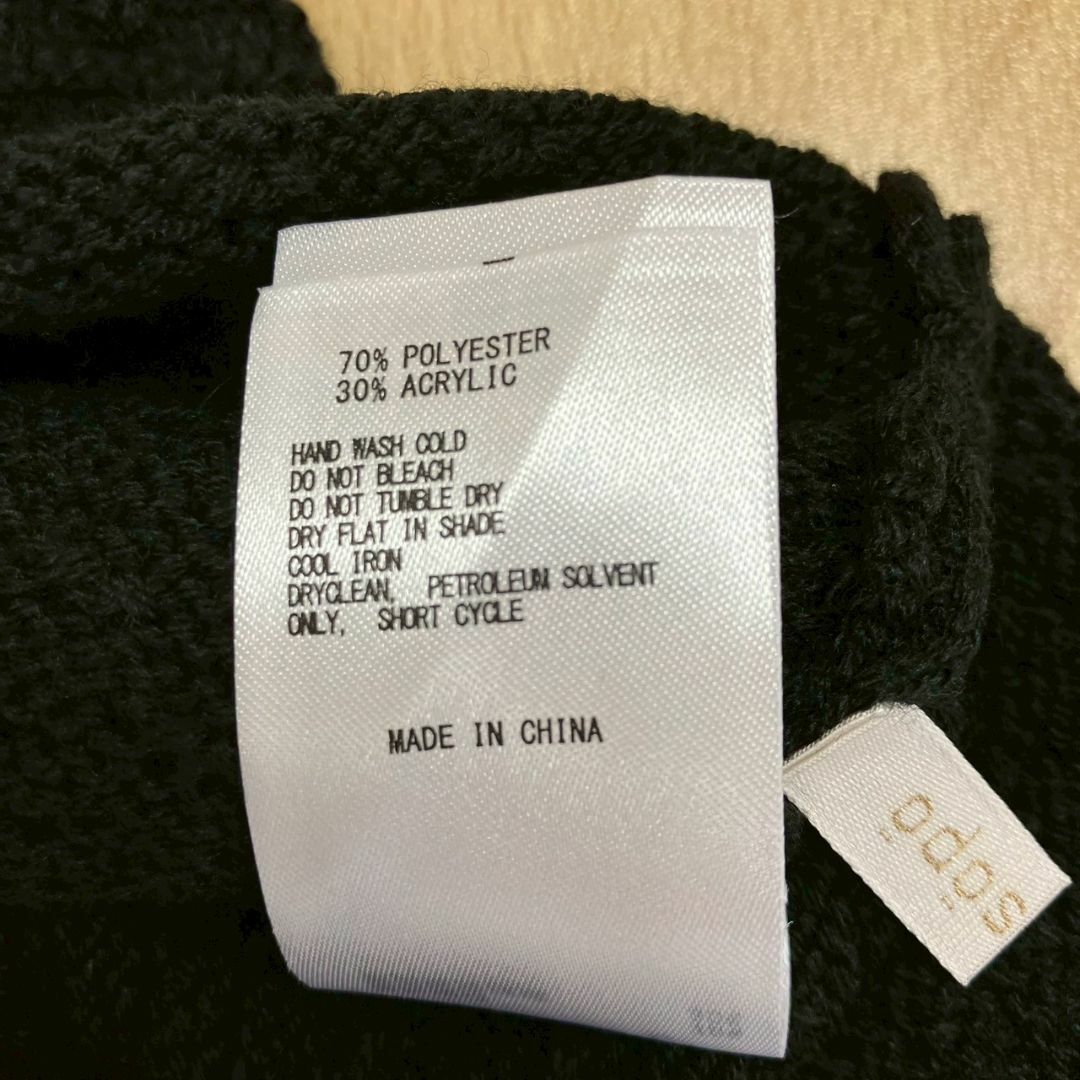 70% POLYESTER
30% ACRYLIC
HAND WASH COLD
DO NOT BLEACH
DO NOT TUMBLE DRY
DRY FLAT IN SHADE
COOL IRON
DRYCLEAN, PETROLEUM SOLVENT
ONLY, SHORT CYCLE
MADE IN CHINA